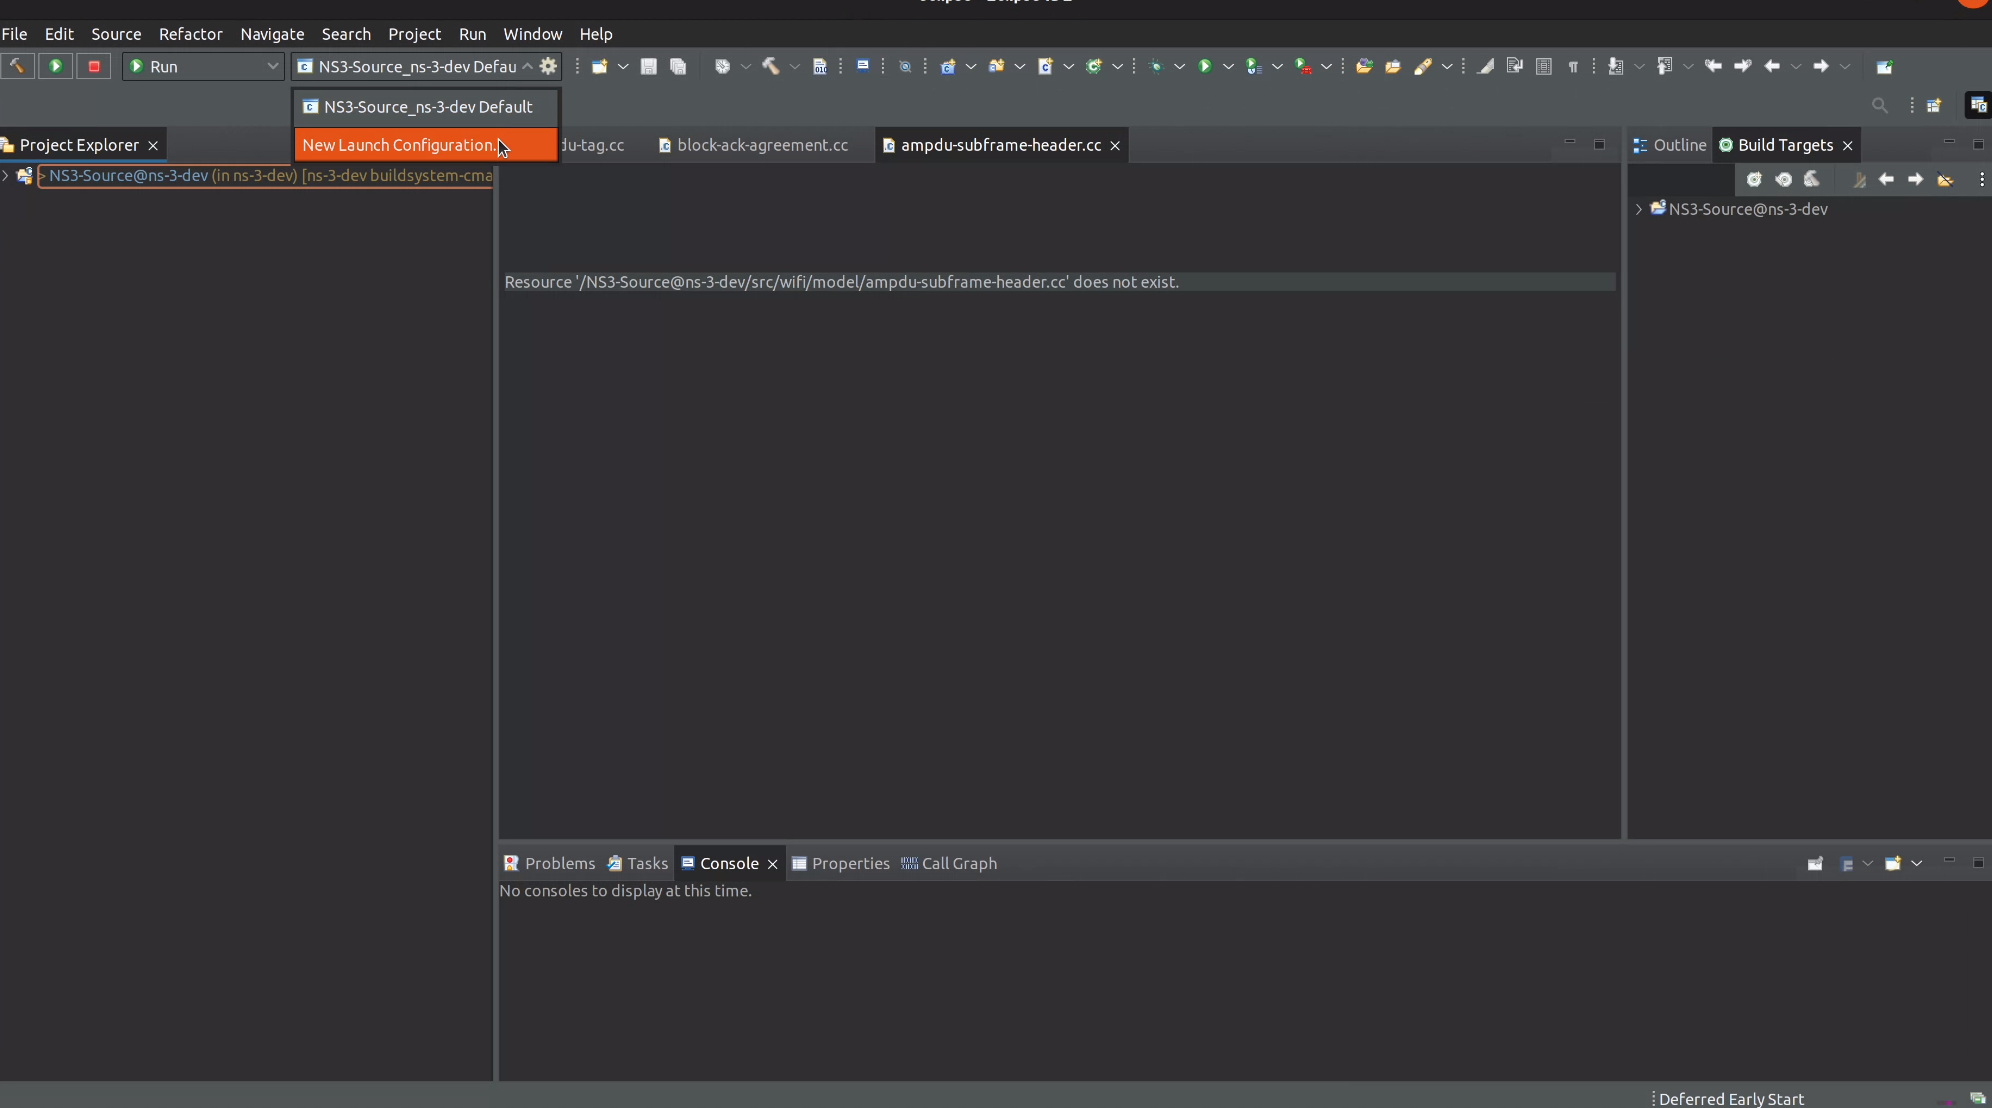 File Edit Source Refactor Navigate Search Project Run Window Help
Run
NS3-Source_ns-3-dev Defau
NS3-Source_ns-3-dev Default
New Launch Configuration.
Project Explorer
du-tag.cc
block-ack-agreement.cc
ampdu-subframe-header.cc
Outline
Build Targets
> NS3-Source@ns-3-dev (in ns-3-dev) [ns-3-dev buildsystem-cma
NS3-Source@ns-3-dev
Resource '/NS3-Source@ns-3-dev/src/wifi/model/ampdu-subframe-header.cc' does not exist.
Problems
Tasks
Console
Properties
Call Graph
No consoles to display at this time.
Deferred Early Start